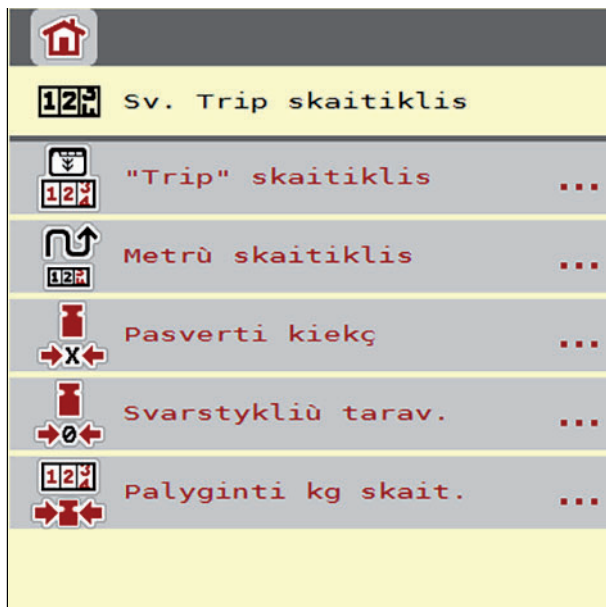 Sv. Trip skaitiklis
"Trip" skaitiklis ...
Metrù skaitiklis ...
Pasverti kiekç ...
Svarstykliù tarav. ...
Palyginti kg skait. ...